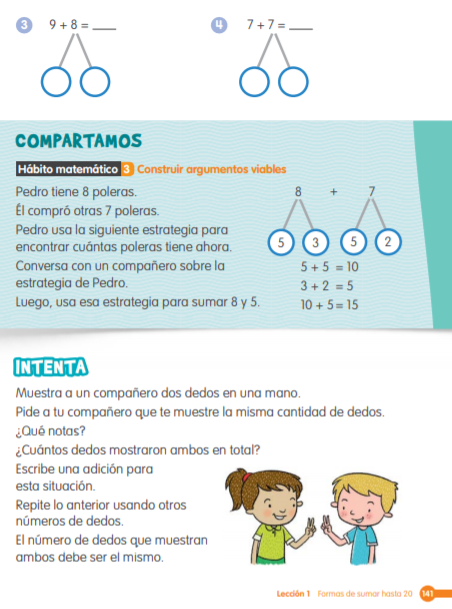 3 9 + 8 = ____
4 7 + 7 = ____
COMPARTAMOS
Hábito matemático 3 Construir argumentos viables
Pedro tiene 8 poleras.
Él compró otras 7 poleras.
Pedro usa la siguiente estrategia para
encontrar cuántas poleras tiene ahora.
Conversa con un compañero sobre la
estrategia de Pedro.
Luego, usa esa estrategia para sumar 8 y 5.
8 + 7
5 3 5 2
5 + 5 = 10
3 + 2 = 5
10 + 5 = 15
INTENTA
Muestra a un compañero dos dedos en una mano.
Pide a tu compañero que te muestre la misma cantidad de dedos.
¿Qué notas?
¿Cuántos dedos mostraron ambos en total?
Escribe una adición para
esta situación.
Repite lo anterior usando otros
números de dedos.
El número de dedos que muestran
ambos debe ser el mismo.
Lección 1 Formas de sumar hasta 20 141